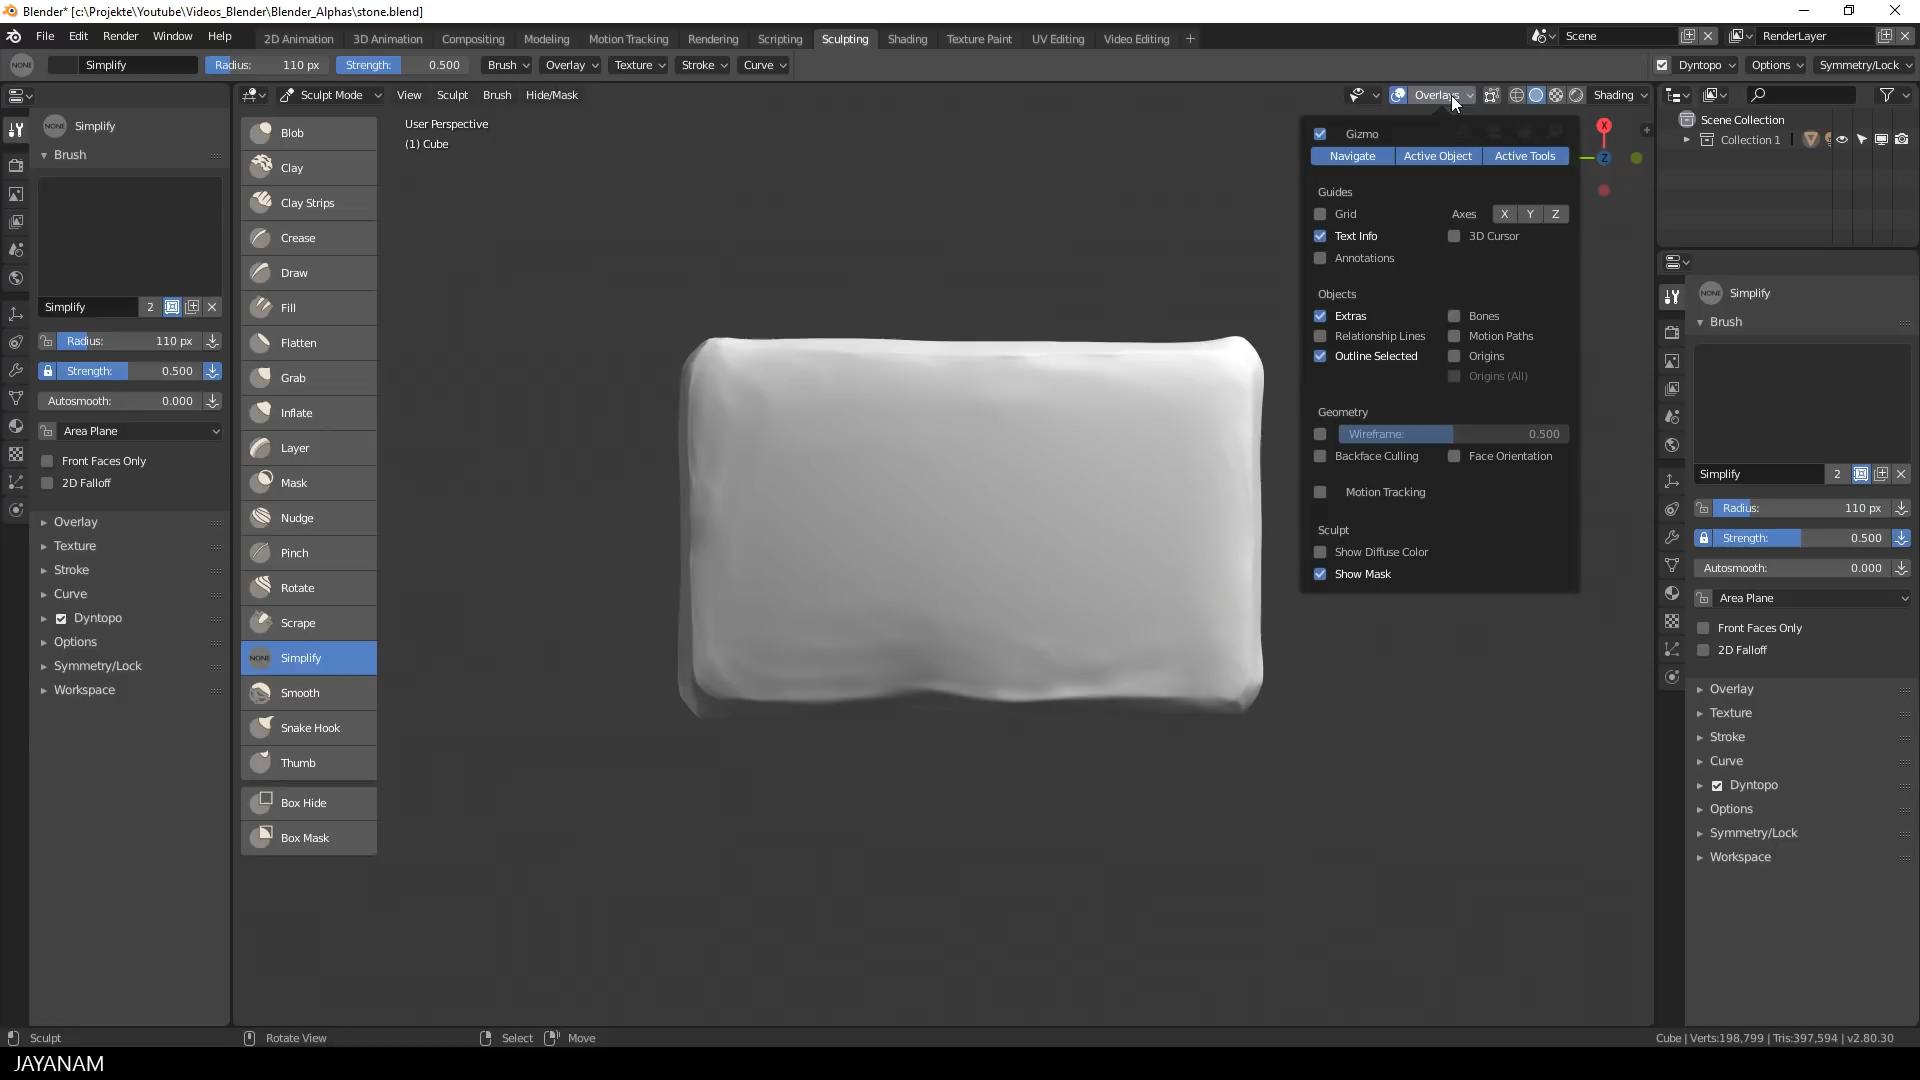 Blender* [c:\Projekte\Youtube\Videos_Blender\Blender_Alphas\stone.blend]
File Edit Render Window Help
2D Animation 3D Animation Compositing Modeling Motion Tracking Rendering Scripting Sculpting Shading Texture Paint UV Editing Video Editing +
Scene
RenderLayer
NONE Simplify Radius: 110 px Strength: 0.500 Brush Overlay Texture Stroke Curve
Dyntopo Options Symmetry/Lock
Sculpt Mode View Sculpt Brush Hide/Mask
Overlays Shading
NONE Simplify
Brush
Simplify 2
Radius: 110 px
Strength: 0.500
Autosmooth: 0.000
Area Plane
Front Faces Only
2D Falloff
Overlay
Texture
Stroke
Curve
Dyntopo
Options
Symmetry/Lock
Workspace
Blob
Clay
Clay Strips
Crease
Draw
Fill
Flatten
Grab
Inflate
Layer
Mask
Nudge
Pinch
Rotate
Scrape
NONE Simplify
Smooth
Snake Hook
Thumb
Box Hide
Box Mask
User Perspective
(1) Cube
Gizmo
Navigate Active Object Active Tools
Guides
Grid Axes X Y Z
Text Info 3D Cursor
Annotations
Objects
Extras Bones
Relationship Lines Motion Paths
Outline Selected Origins
Origins (All)
Geometry
Wireframe: 0.500
Backface Culling Face Orientation
Motion Tracking
Sculpt
Show Diffuse Color
Show Mask
X
Z
Scene Collection
Collection 1
NONE Simplify
Brush
Simplify 2
Radius: 110 px
Strength: 0.500
Autosmooth: 0.000
Area Plane
Front Faces Only
2D Falloff
Overlay
Texture
Stroke
Curve
Dyntopo
Options
Symmetry/Lock
Workspace
Sculpt Rotate View Select Move
Cube | Verts:198,799 | Tris:397,594 | v2.80.30
JAYANAM